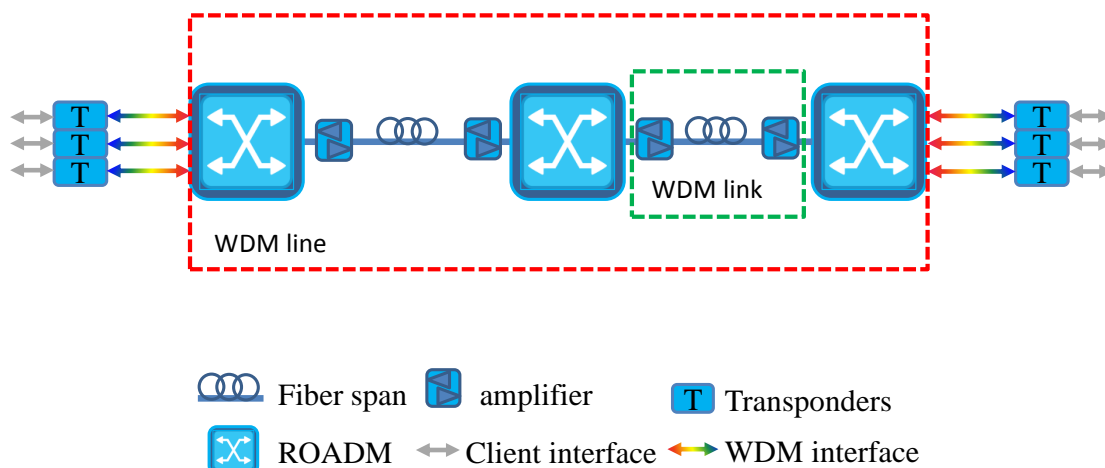 T
T
T
T
T
T
WDM link
WDM line
Fiber span
amplifier
T
Transponders
ROADM
Client interface
WDM interface